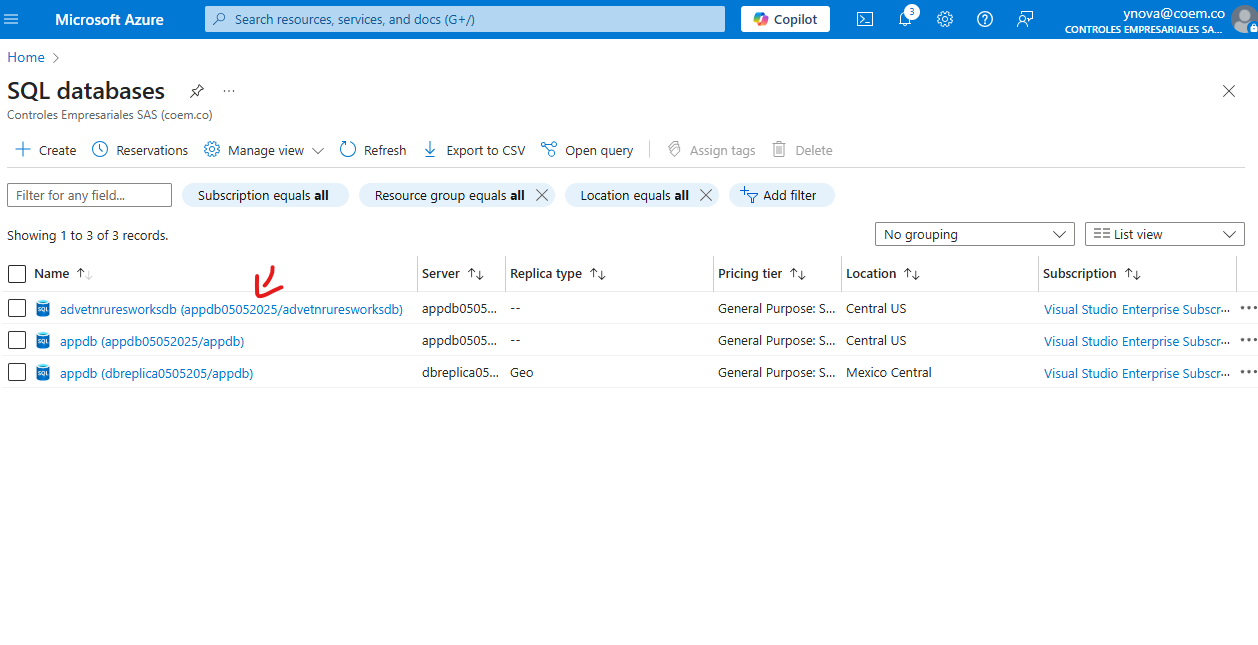 Microsoft Azure
Search resources, services, and docs (G+/)
Copilot
3
ynova@coem.co
CONTROLES EMPRESARIALES SA...
Home
SQL databases
Controles Empresariales SAS (coem.co)
Create Reservations Manage view Refresh Export to CSV Open query Assign tags Delete
Filter for any field... Subscription equals all Resource group equals all Location equals all Add filter
Showing 1 to 3 of 3 records.
No grouping List view
Name Server Replica type Pricing tier Location Subscription
SQL advetnruresworksdb (appdb05052025/advetnruresworksdb) appdb0505... -- General Purpose: S... Central US Visual Studio Enterprise Subscr...
SQL appdb (appdb05052025/appdb) appdb0505... -- General Purpose: S... Central US Visual Studio Enterprise Subscr...
SQL appdb (dbreplica0505205/appdb) dbreplica05... Geo General Purpose: S... Mexico Central Visual Studio Enterprise Subscr...